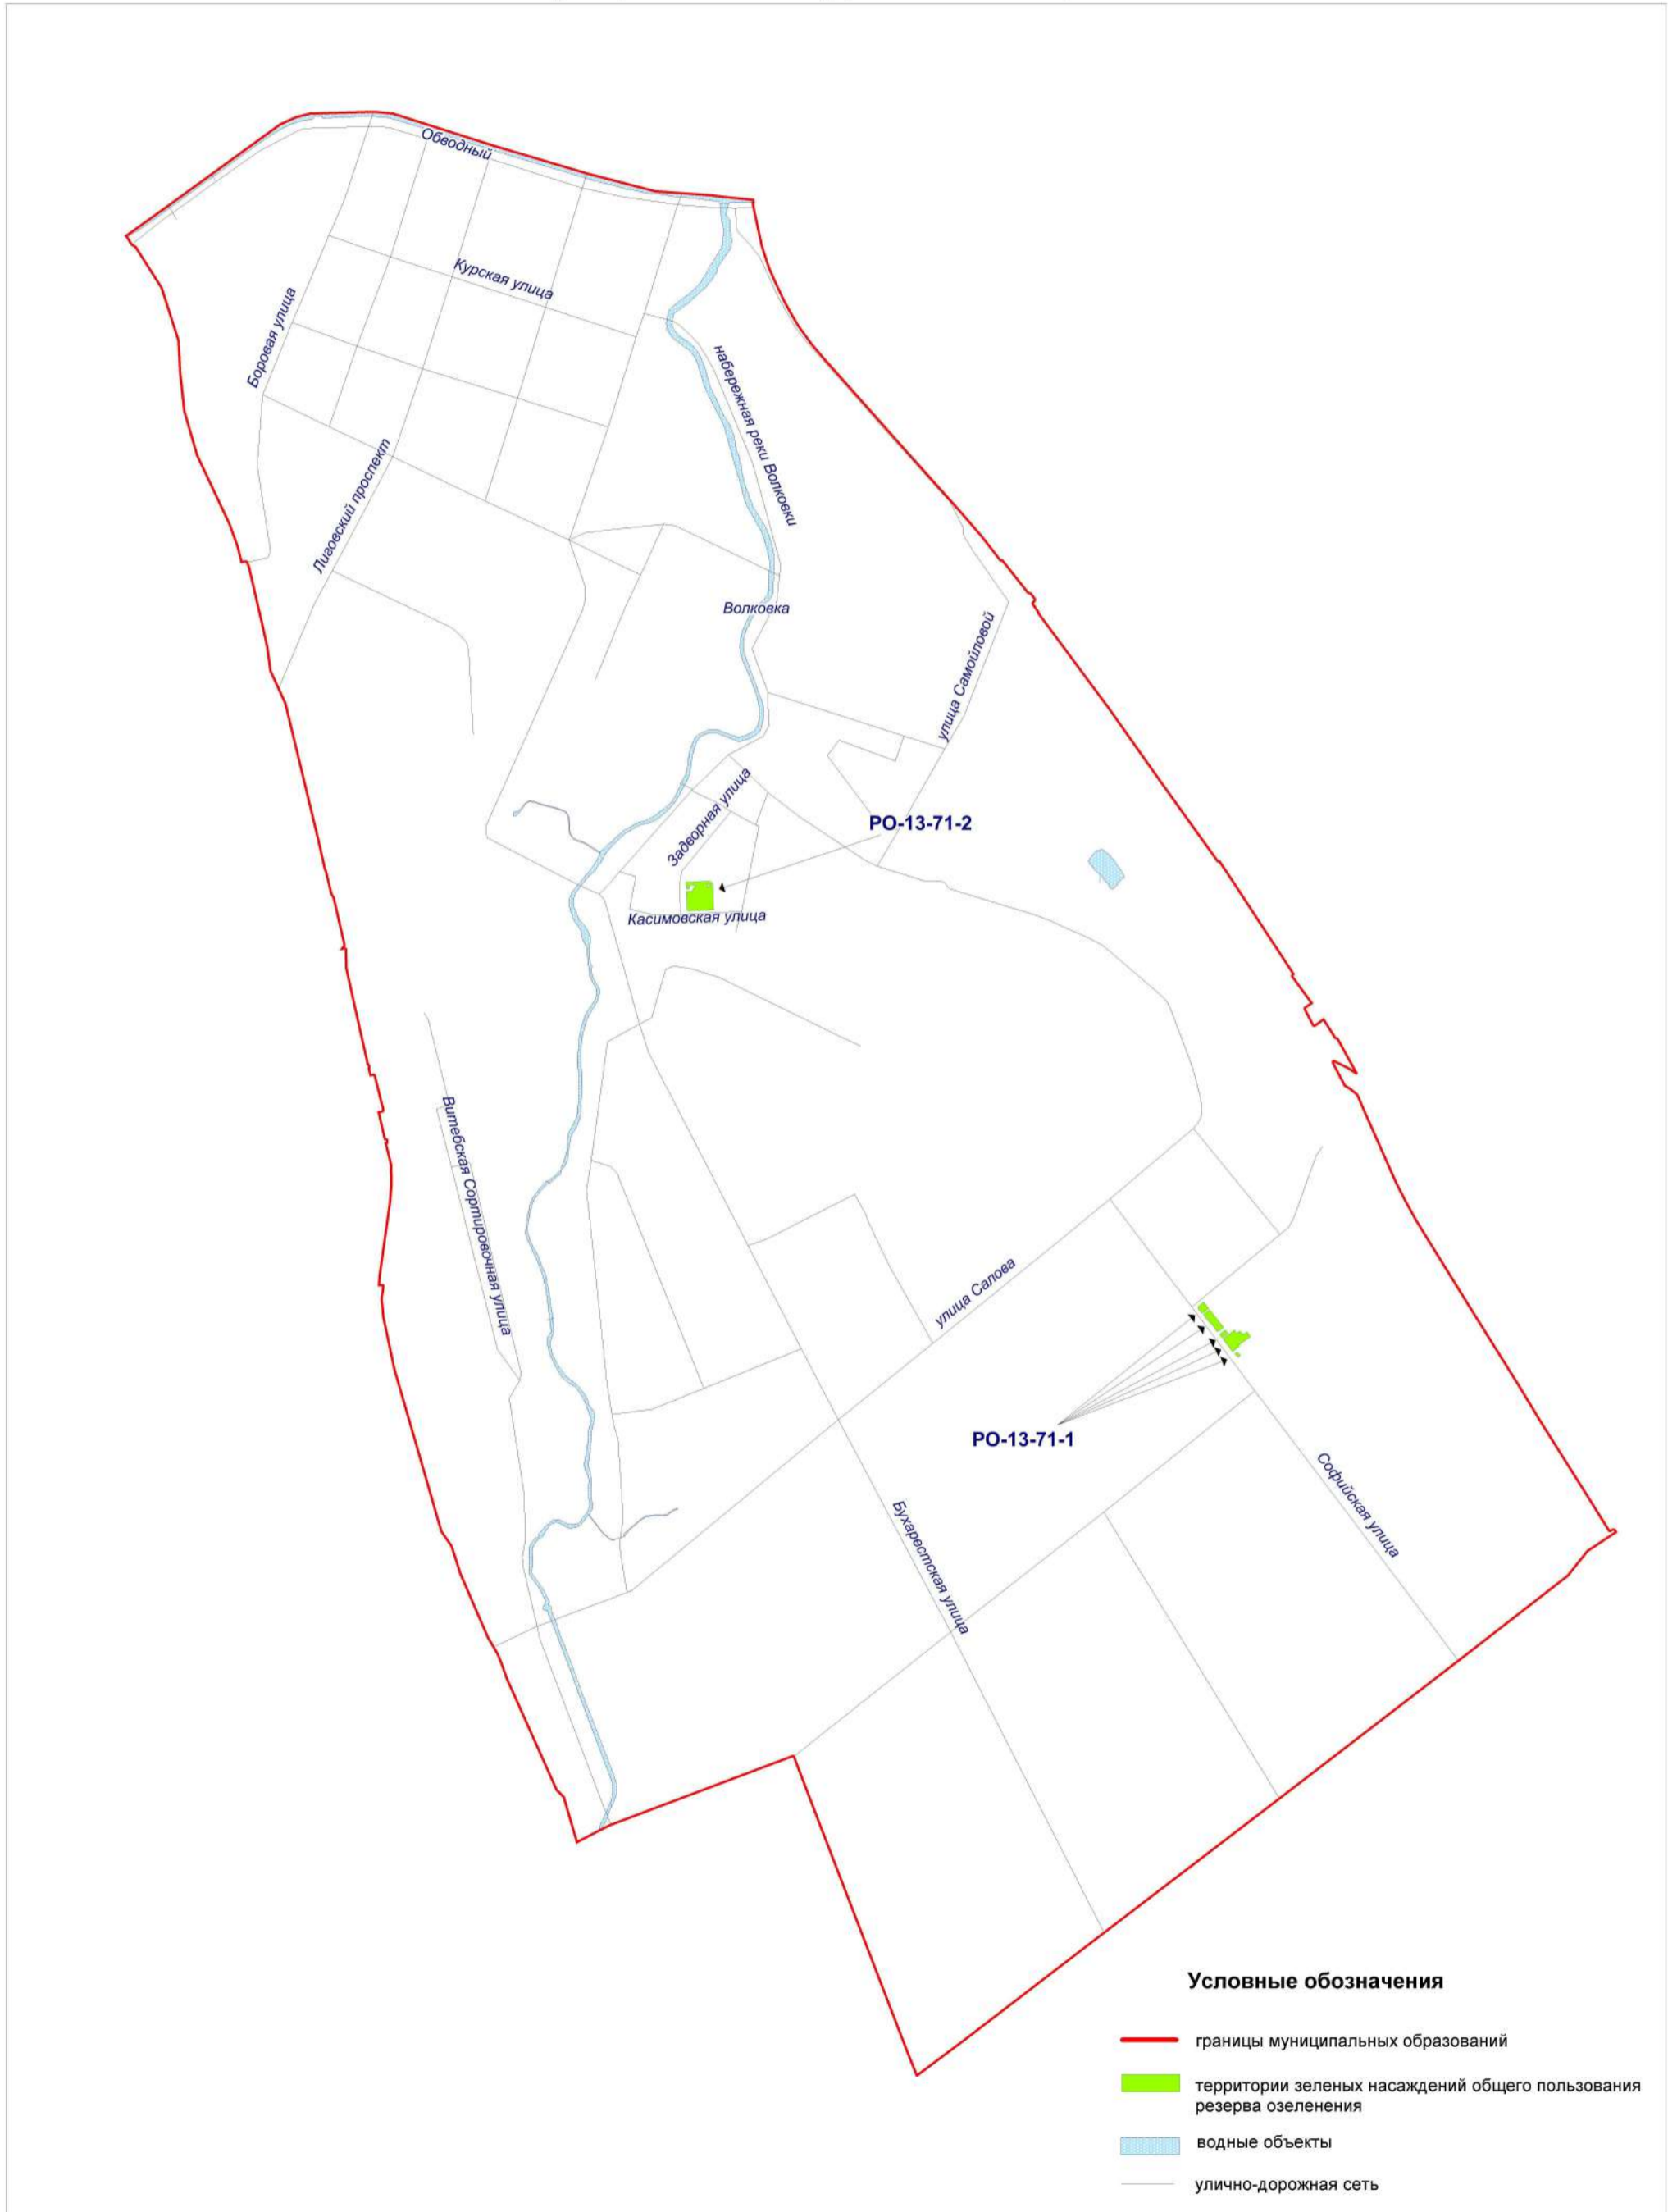 Обводный
Курская улица
Боровая улица
набережная реки Волковки
Лиговский проспект
Волковка
улица Самойловой
Задворная улица
РО-13-71-2
Касимовская улица
Витебская Сортировочная улица
улица Салова
РО-13-71-1
Софийская улица
Бухарестская улица
Условные обозначения
границы муниципальных образований
территории зеленых насаждений общего пользования
резерва озеленения
водные объекты
улично-дорожная сеть